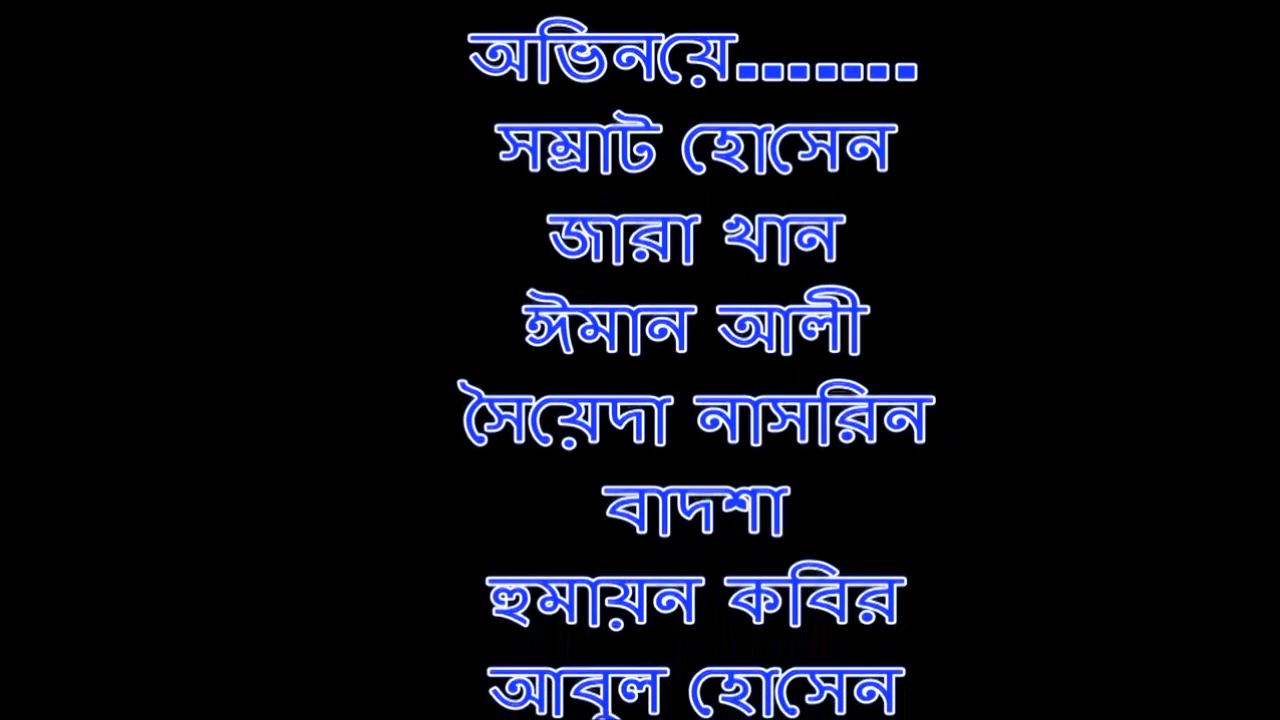 অভিনয়ে.......
সম্রাট হোসেন
জারা খান
ঈমান আলী
সৈয়েদা নাসরিন
বাদশা
হুমায়ন কবির
আবুল হোসেন